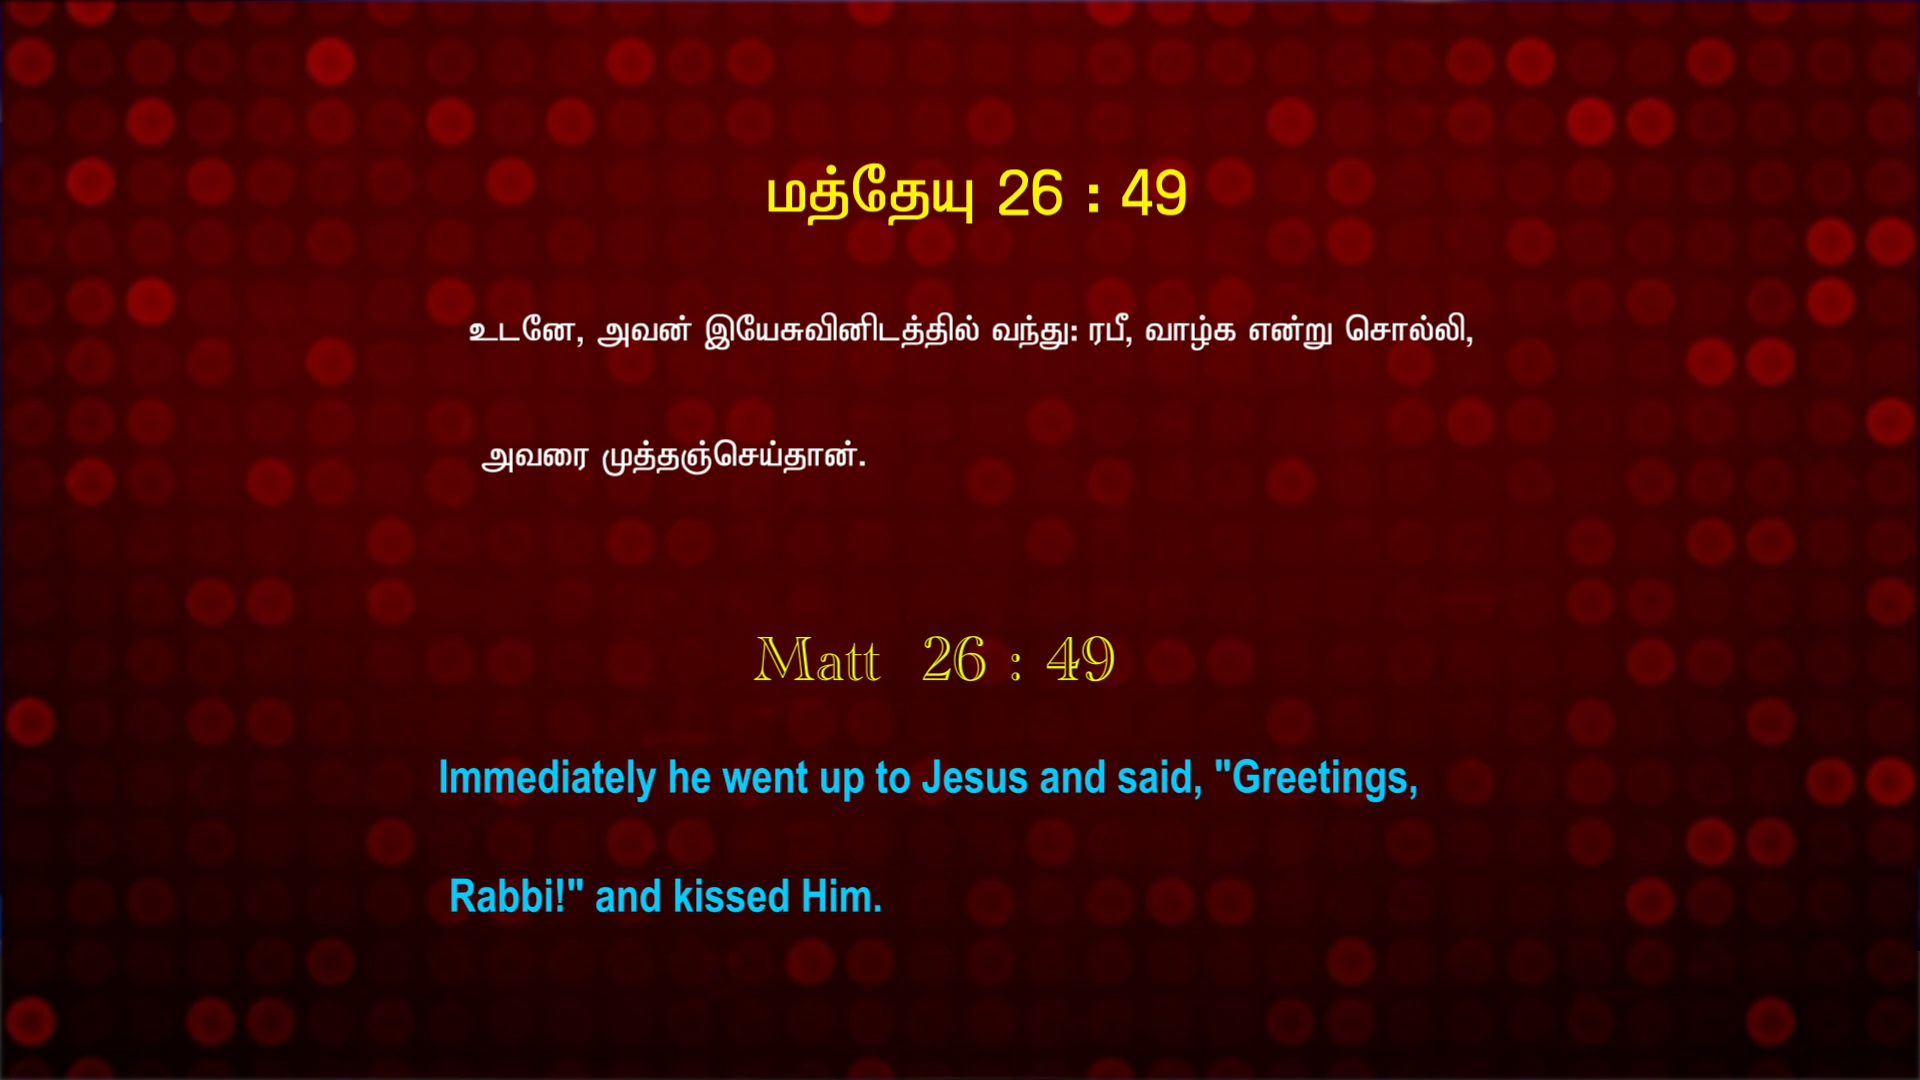 மத்தேயு 26 : 49
உடனே, அவன் இயேசுவினிடத்தில் வந்து: ரபீ, வாழ்க என்று சொல்லி,
அவரை முத்தஞ்செய்தான்.
Matt 26 : 49
Immediately he went up to Jesus and said, "Greetings,
Rabbi!" and kissed Him.